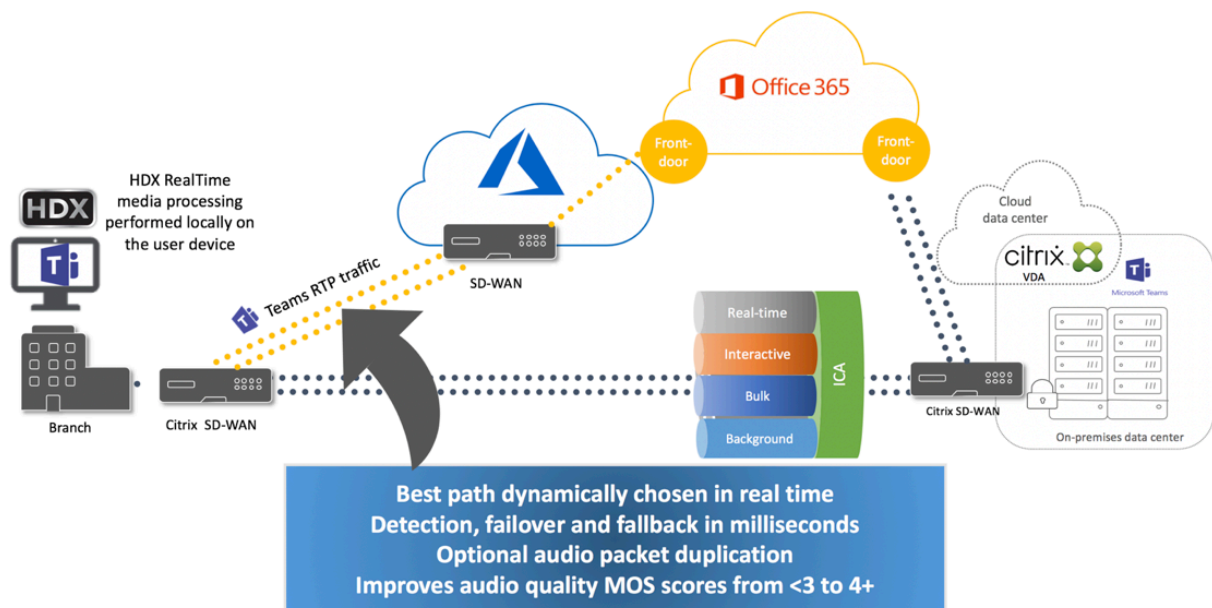 Office 365
Front-
door
Front-
door
HDX
HDX RealTime
media processing
performed locally on
the user device
Cloud
data center
citrix
VDA
Microsoft Teams
T
T
T
SD-WAN
Teams RTP traffic
Real-time
Interactive
Bulk
Background
ICA
Branch
Citrix SD-WAN
Citrix SD-WAN
On-premises data center
Best path dynamically chosen in real time
Detection, failover and fallback in milliseconds
Optional audio packet duplication
Improves audio quality MOS scores from <3 to 4+